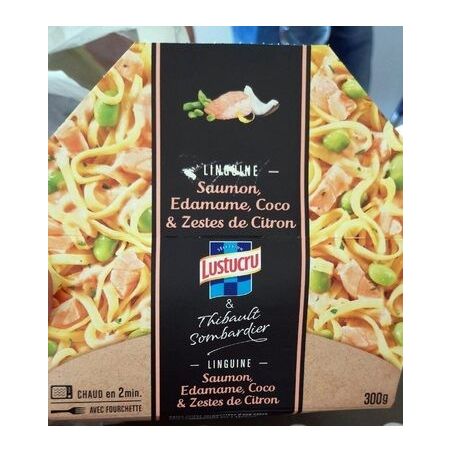 LINGUINE
Saumon,
Edamame, Coco
& Zestes de Citron
Lustucru
&
Thibault
Sombardier
LINGUINE
Saumon,
Edamame, Coco
& Zestes de Citron
CHAUD EN 2min.
AVEC FOURCHETTE
300g